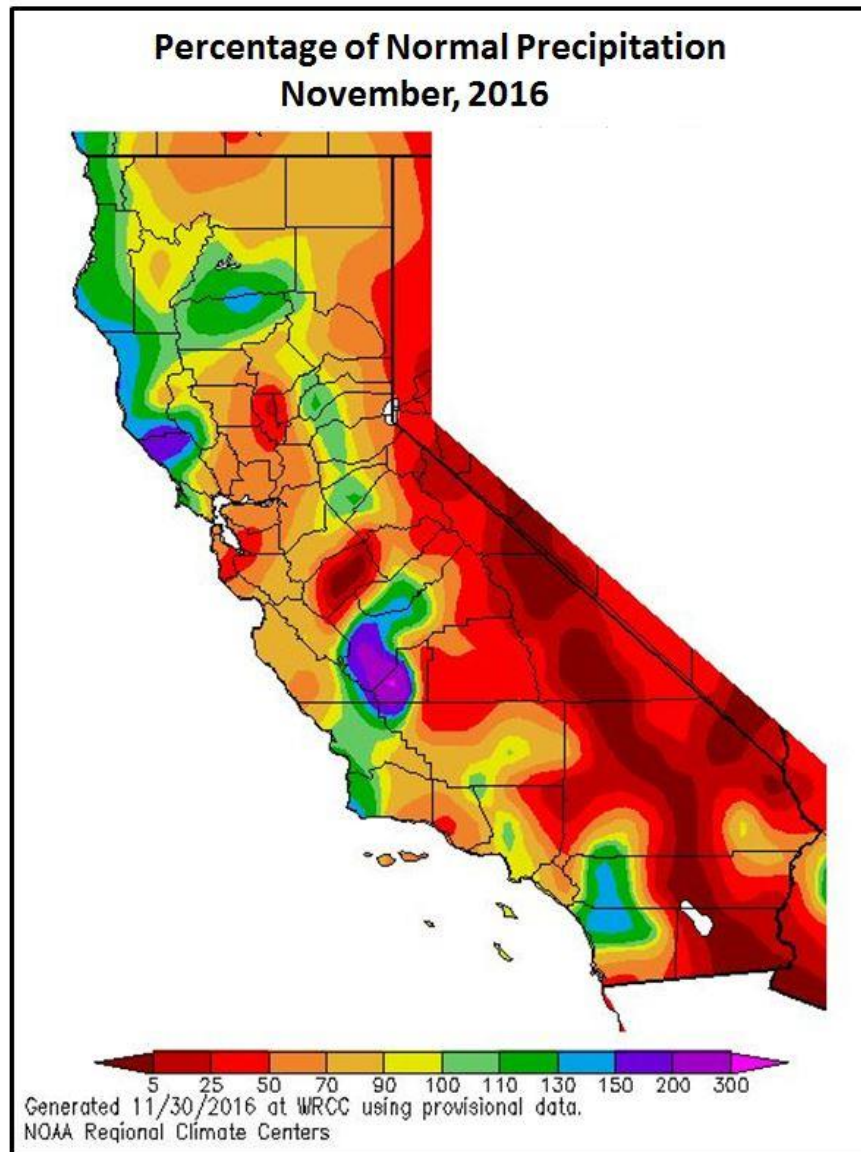 Percentage of Normal Precipitation
November, 2016
5 25 50 70 90 100 110 130 150 200 300
Generated 11/30/2016 at WRCC using provisional data.
NOAA Regional Climate Centers